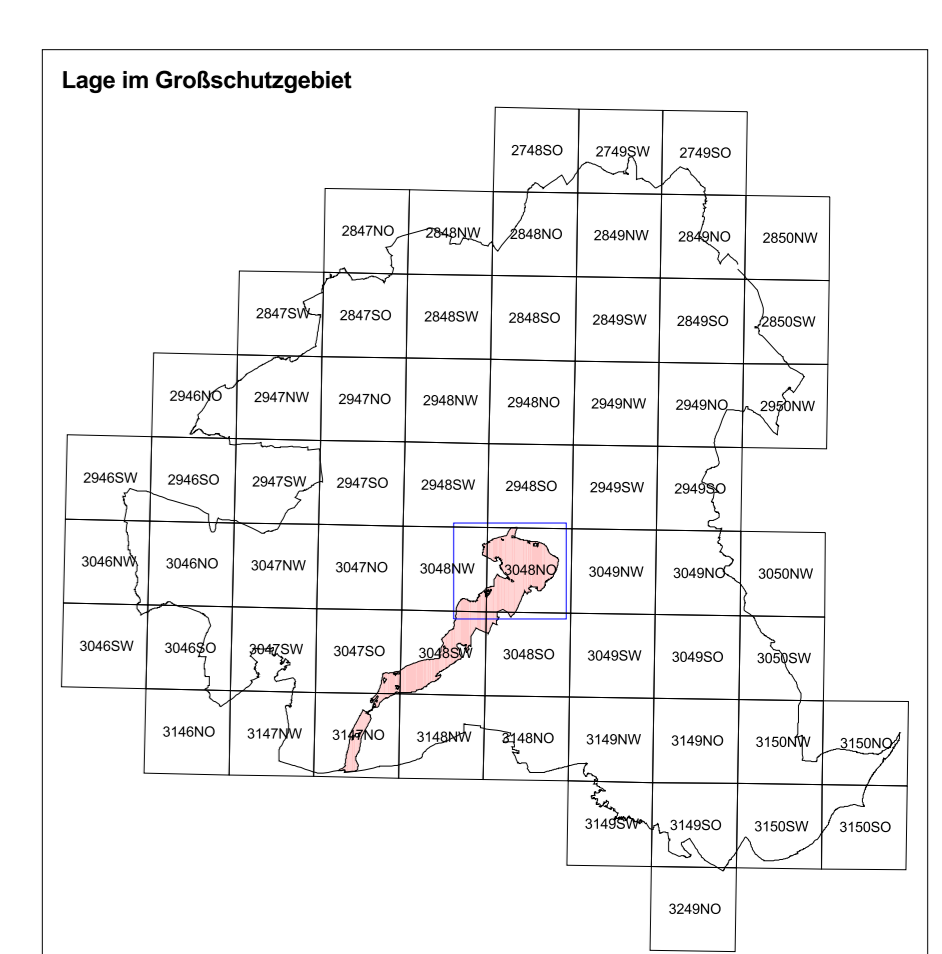 Lage im Großschutzgebiet
2748SO 2749SW 2749SO
2847NO 2848NW 2848NO 2849NW 2849NO 2850NW
2847SW 2847SO 2848SW 2848SO 2849SW 2849SO 2850SW
2946NO 2947NW 2947NO 2948NW 2948NO 2949NW 2949NO 2950NW
2946SW 2946SO 2947SW 2947SO 2948SW 2948SO 2949SW 2949SO
3046NW 3046NO 3047NW 3047NO 3048NW 3048NO 3049NW 3049NO 3050NW
3046SW 3046SO 3047SW 3047SO 3048SW 3048SO 3049SW 3049SO 3050SW
3146NO 3147NW 3147NO 3148NW 3148NO 3149NW 3149NO 3150NW 3150NO
3149SW 3149SO 3150SW 3150SO
3249NO